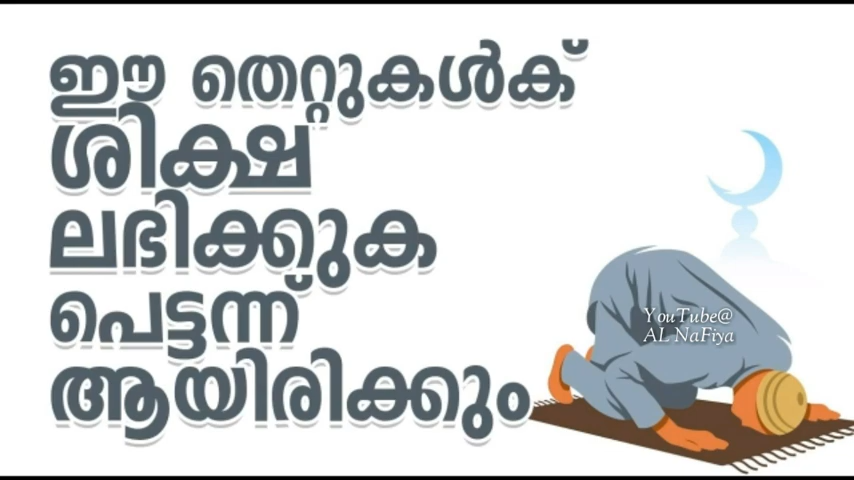 ഈ തെറ്റുകൾക്
ശിക്ഷ
ലഭിക്കുക
പെട്ടന്ന്
ആയിരിക്കും
YouTube@
AL NaFiya